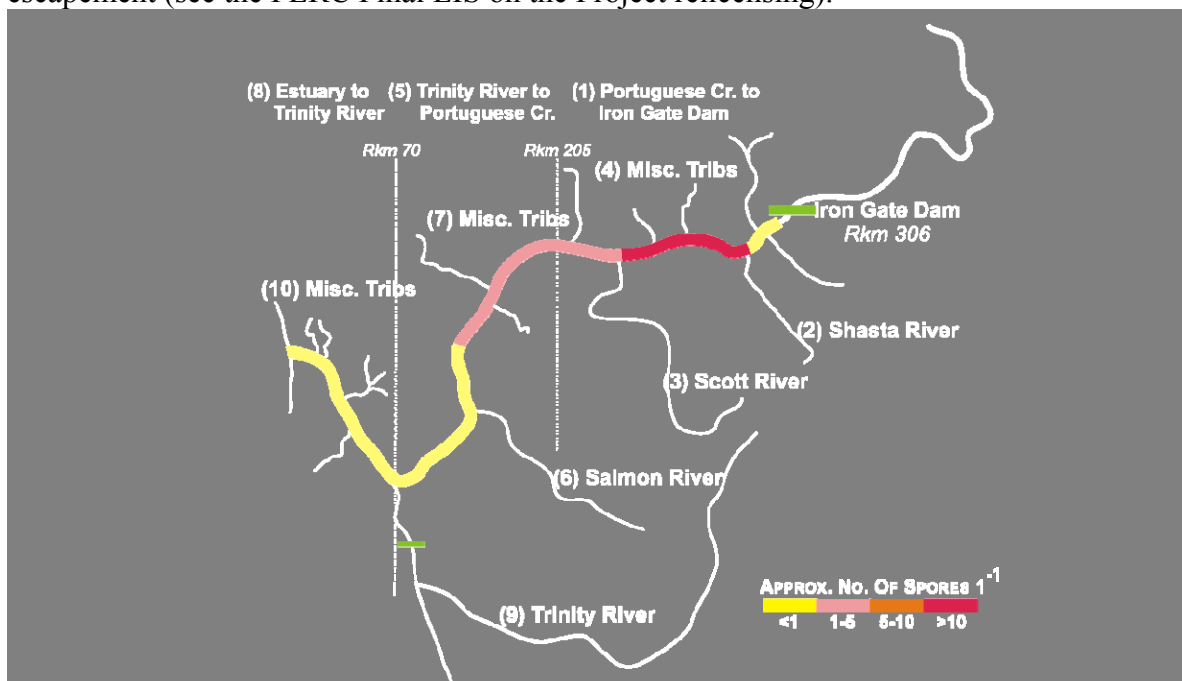 escapement (see the FERC Final EIS on the Project relicensing).
(8) Estuary to
Trinity River
(5) Trinity River to
Portuguese Cr.
(1) Portuguese Cr. to
Iron Gate Dam
Rkm 70
Rkm 205
(4) Misc. Tribs
(7) Misc. Tribs
Iron Gate Dam
Rkm 306
(10) Misc. Tribs
(2) Shasta River
(3) Scott River
(6) Salmon River
(9) Trinity River
APPROX. NO. OF SPORES 1⁻¹
<1 1-5 5-10 >10